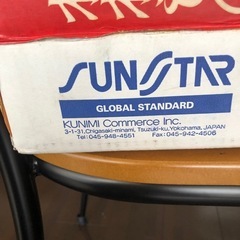 SUNSTAR
GLOBAL STANDARD
KUNIMI Commerce Inc.
3-1-31,Chigasaki-minami, Tsuzuki-ku,Yokohama, JAPAN
Tel:045-948-4551 Fax:045-942-4506